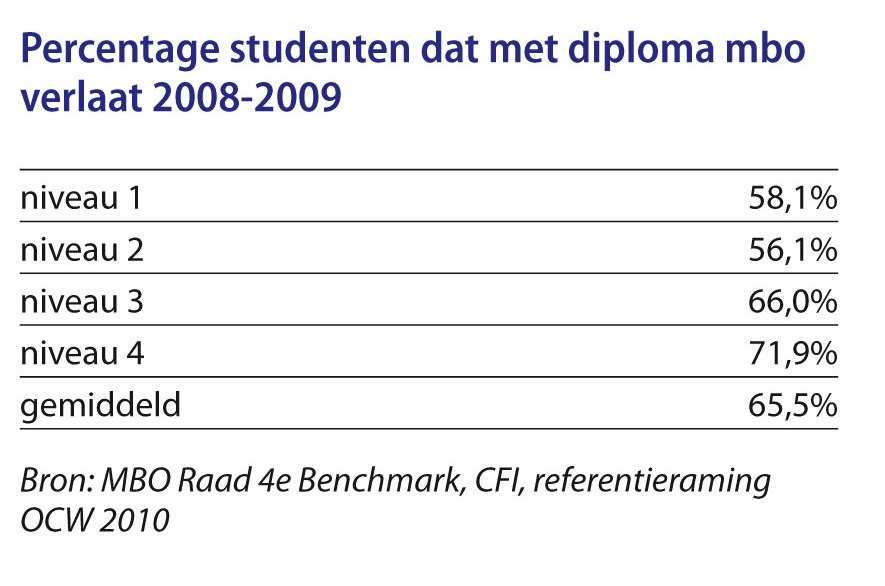 Percentage studenten dat met diploma mbo
verlaat 2008-2009
niveau 1 58,1%
niveau 2 56,1%
niveau 3 66,0%
niveau 4 71,9%
gemiddeld 65,5%
Bron: MBO Raad 4e Benchmark, CFI, referentieraming
OCW 2010